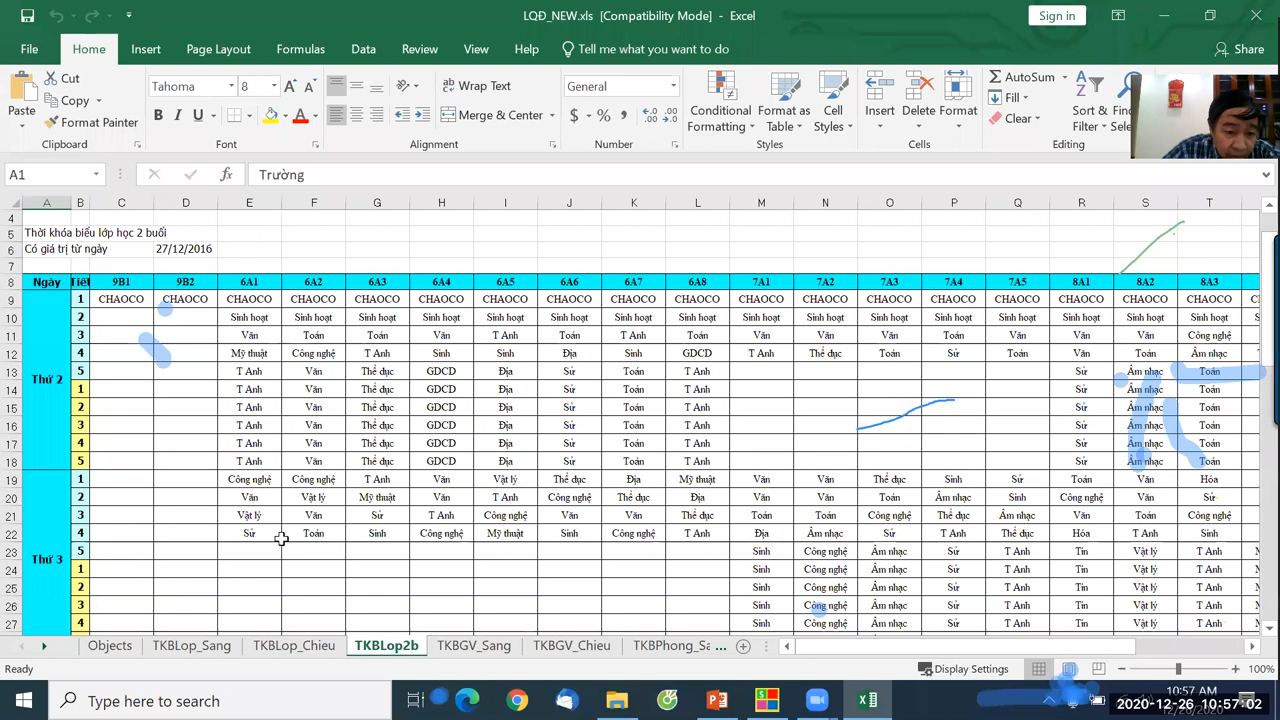 LQĐ_NEW.xls [Compatibility Mode] - Excel
Sign in
File Home Insert Page Layout Formulas Data Review View Help Tell me what you want to do Share
Paste Cut Copy Format Painter
Tahoma 8 Wrap Text Merge & Center General
Conditional Formatting Format as Table Cell Styles Insert Delete Format
AutoSum Fill Clear Sort & Filter
Clipboard Font Alignment Number Styles Cells Editing
A1 Trường
A B C D E F G H I J K L M N O P Q R S T
4
5 Thời khóa biểu lớp học 2 buổi
6 Có giá trị từ ngày 27/12/2016
7
8 Ngày Tiết 9B1 9B2 6A1 6A2 6A3 6A4 6A5 6A6 6A7 6A8 7A1 7A2 7A3 7A4 7A5 8A1 8A2 8A3
9 1 CHAOCO CHAOCO CHAOCO CHAOCO CHAOCO CHAOCO CHAOCO CHAOCO CHAOCO CHAOCO CHAOCO CHAOCO CHAOCO CHAOCO CHAOCO CHAOCO CHAOCO CHAOCO
10 2 Sinh hoạt Sinh hoạt Sinh hoạt Sinh hoạt Sinh hoạt Sinh hoạt Sinh hoạt Sinh hoạt Sinh hoạt Sinh hoạt Sinh hoạt Sinh hoạt Sinh hoạt Sinh hoạt Sinh hoạt Sinh hoạt
11 3 Văn Toán Toán Văn T Anh Toán T Anh Toán Văn Văn Toán Văn Văn Văn Văn Công nghệ
12 4 Mỹ thuật Công nghệ T Anh Sinh Sinh Địa Sinh GDCD T Anh Thể dục Toán Sử Toán Văn Toán Âm nhạc
Thứ 2
13 5 T Anh Văn Thể dục GDCD Địa Sử Toán T Anh Sử Âm nhạc Toán
14 1 T Anh Văn Thể dục GDCD Địa Sử Toán T Anh Sử Âm nhạc Toán
15 2 T Anh Văn Thể dục GDCD Địa Sử Toán T Anh Sử Âm nhạc Toán
16 3 T Anh Văn Thể dục GDCD Địa Sử Toán T Anh Sử Âm nhạc Toán
17 4 T Anh Văn Thể dục GDCD Địa Sử Toán T Anh Sử Âm nhạc Toán
18 5 T Anh Văn Thể dục GDCD Địa Sử Toán T Anh Sử Âm nhạc Toán
19 1 Công nghệ Công nghệ T Anh Văn Vật lý Thể dục Địa Mỹ thuật Văn Văn Thể dục Sinh Sử Sử Văn Hóa
20 2 Văn Vật lý Mỹ thuật Văn T Anh Công nghệ Thể dục Địa Văn Văn Toán Âm nhạc Sinh Công nghệ Văn Sử
21 3 Vật lý Văn Sử T Anh Công nghệ Văn Văn Thể dục Toán Toán Công nghệ Thể dục Âm nhạc Văn Toán Công nghệ
22 4 Sử Toán Sinh Công nghệ Mỹ thuật Sinh Công nghệ T Anh Địa Âm nhạc Sử T Anh Thể dục Hóa T Anh Sinh
Thứ 3
23 5 Sinh Công nghệ Âm nhạc Sử T Anh Tin Vật lý T Anh
24 1 Sinh Công nghệ Âm nhạc Sử T Anh Tin Vật lý T Anh
25 2 Sinh Công nghệ Âm nhạc Sử T Anh Tin Vật lý T Anh
26 3 Sinh Công nghệ Âm nhạc Sử T Anh Tin Vật lý T Anh
27 4 Sinh Công nghệ Âm nhạc Sử T Anh Tin Vật lý T Anh
Objects TKBLop_Sang TKBLop_Chieu TKBLop2b TKBGV_Sang TKBGV_Chieu TKBPhong_Sa ...
Ready Display Settings 100%
Type here to search
10:57 AM
2020-12-26 10:57:02